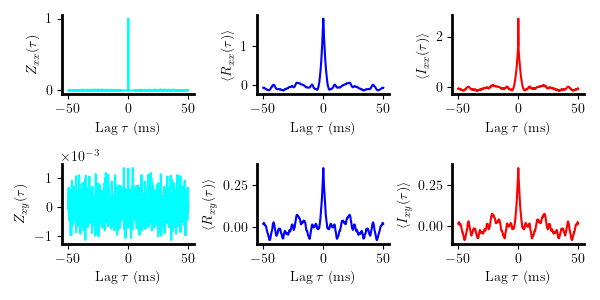 1
0
Z_{xx}(τ)
−50 0 50
Lag τ (ms)
1
0
⟨R_{xx}(τ)⟩
−50 0 50
Lag τ (ms)
2
0
⟨I_{xx}(τ)⟩
−50 0 50
Lag τ (ms)
×10^{−3}
1
0
−1
Z_{xy}(τ)
−50 0 50
Lag τ (ms)
0.25
0.00
⟨R_{xy}(τ)⟩
−50 0 50
Lag τ (ms)
0.25
0.00
⟨I_{xy}(τ)⟩
−50 0 50
Lag τ (ms)